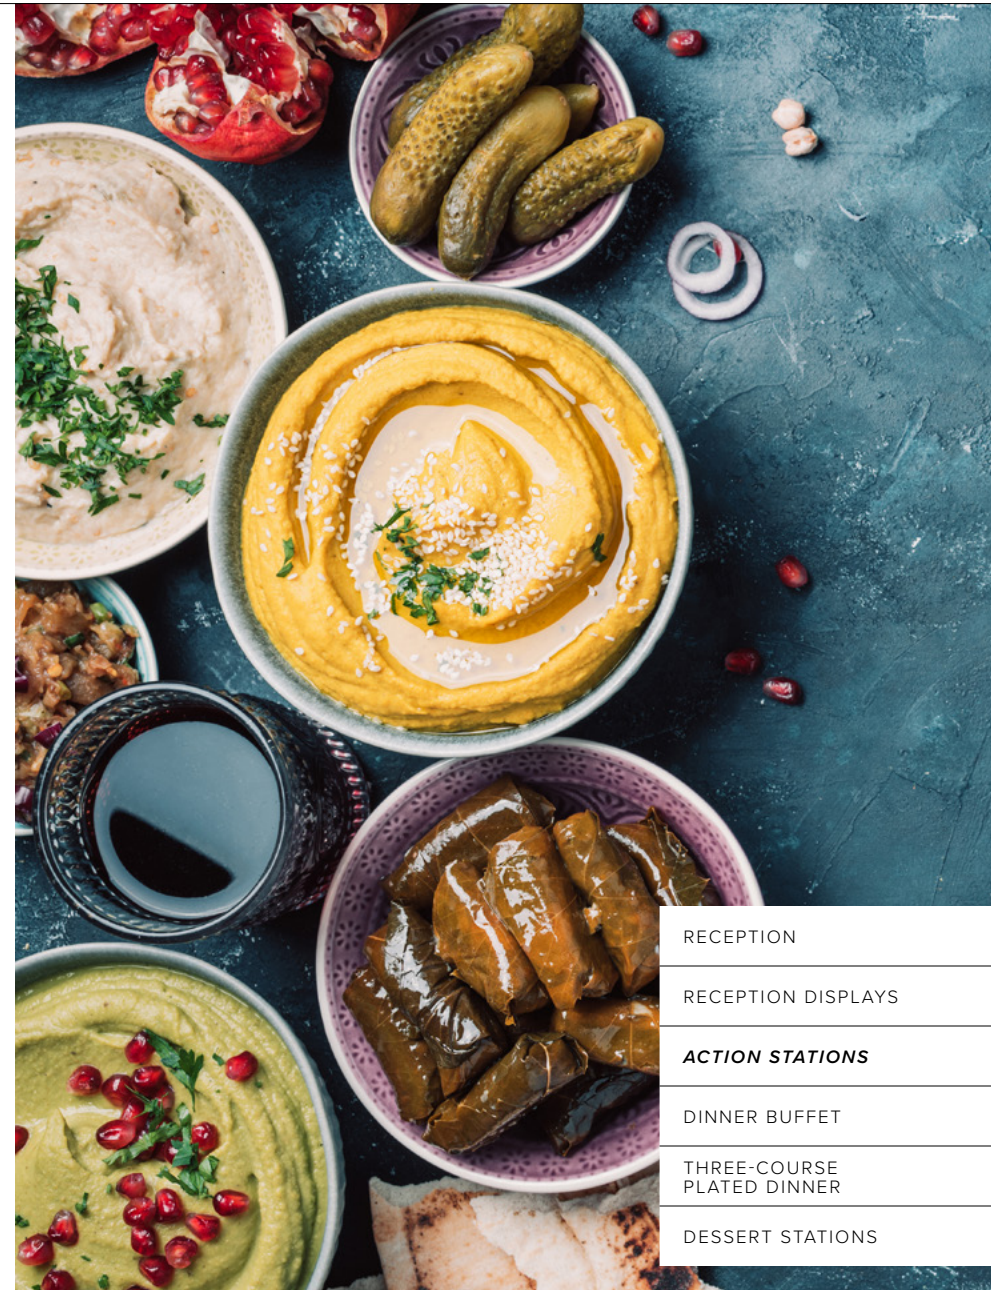 RECEPTION
RECEPTION DISPLAYS
ACTION STATIONS
DINNER BUFFET
THREE-COURSE
PLATED DINNER
DESSERT STATIONS